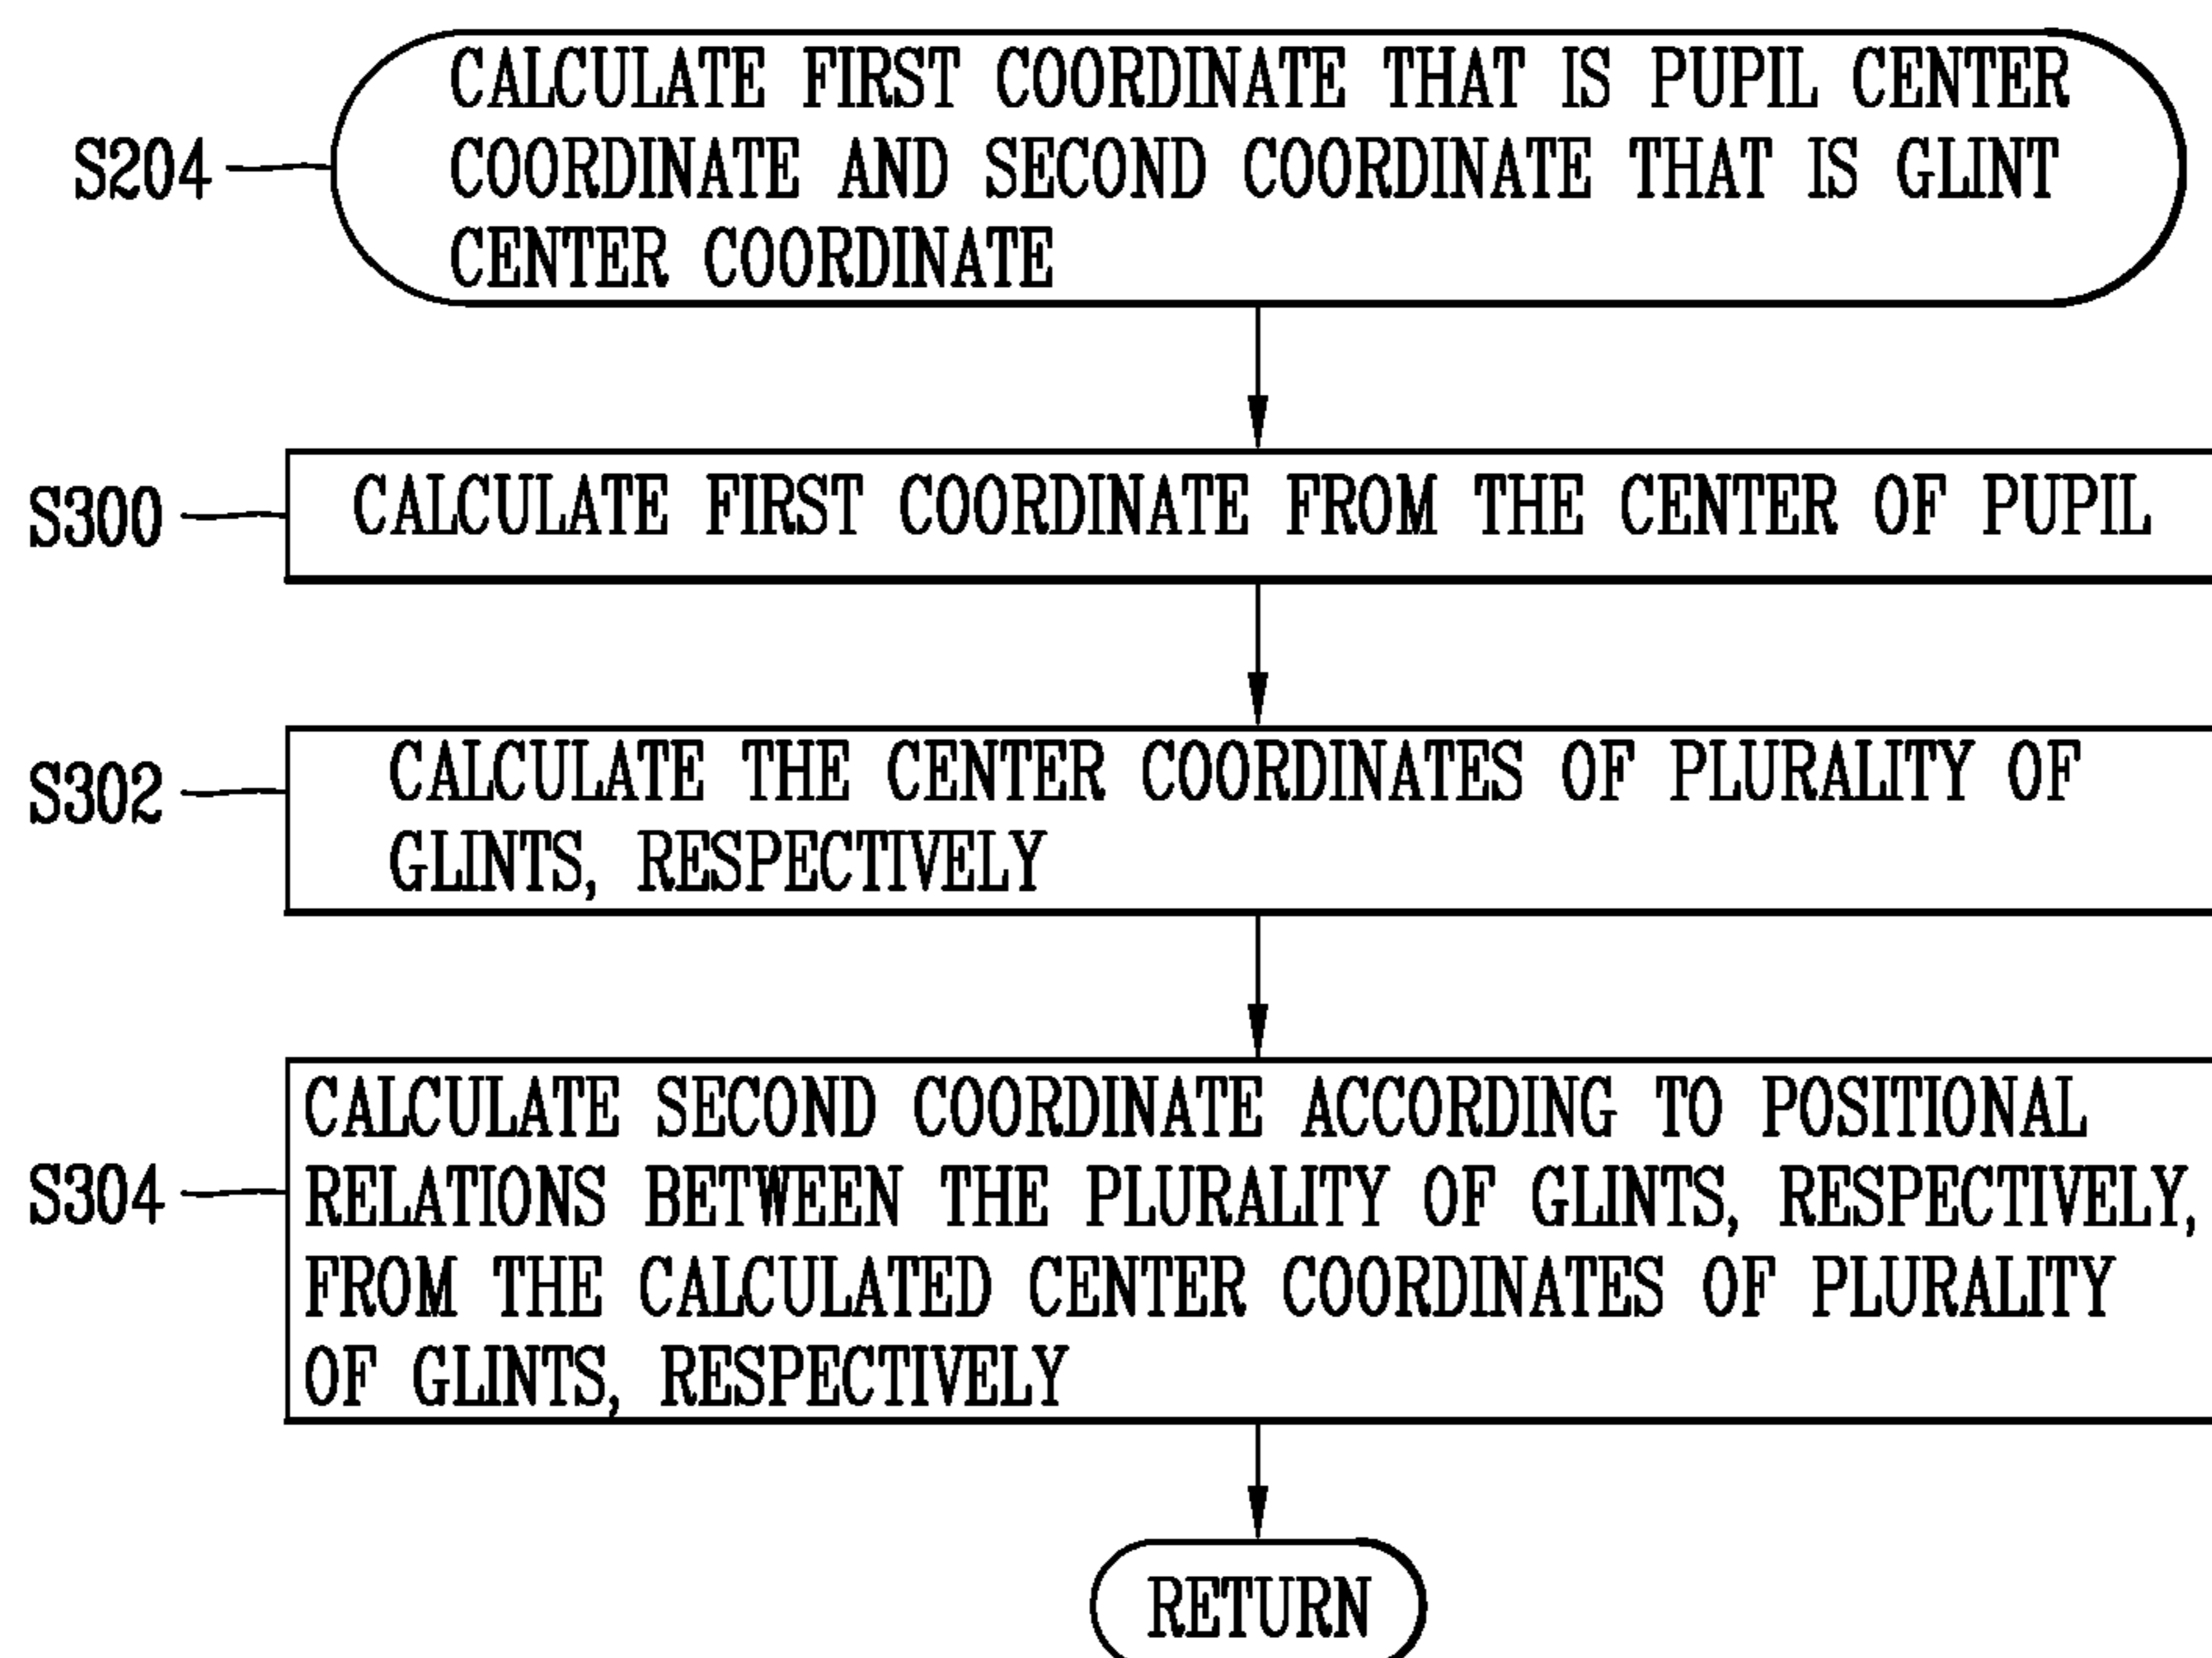 CALCULATE FIRST COORDINATE THAT IS PUPIL CENTER
S204 COORDINATE AND SECOND COORDINATE THAT IS GLINT
CENTER COORDINATE
S300 CALCULATE FIRST COORDINATE FROM THE CENTER OF PUPIL
S302 CALCULATE THE CENTER COORDINATES OF PLURALITY OF
GLINTS, RESPECTIVELY
CALCULATE SECOND COORDINATE ACCORDING TO POSITIONAL
S304 RELATIONS BETWEEN THE PLURALITY OF GLINTS, RESPECTIVELY,
FROM THE CALCULATED CENTER COORDINATES OF PLURALITY
OF GLINTS, RESPECTIVELY
RETURN